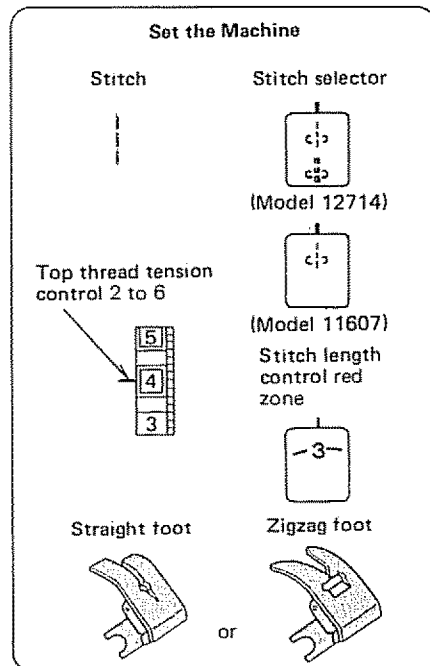 Set the Machine
Stitch
Stitch selector
(Model 12714)
(Model 11607)
Top thread tension
control 2 to 6
5
4
3
Stitch length
control red
zone
-3-
Straight foot
or
Zigzag foot